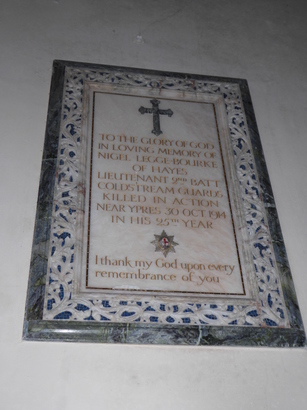 TO THE GLORY OF GOD
IN LOVING MEMORY OF
NIGEL LEGGE-BOURKE
OF HAYES
LIEUTENANT 2ND BATT
COLDSTREAM GUARDS
KILLED IN ACTION
NEAR YPRES 30 OCT 1914
IN HIS 25TH YEAR
I thank my God upon every
remembrance of you